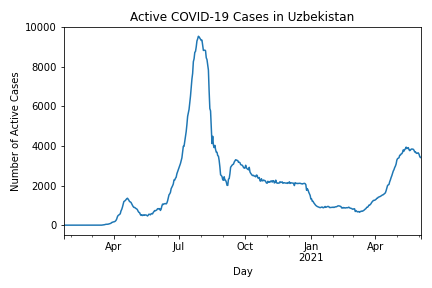 Active COVID-19 Cases in Uzbekistan
10000
8000
6000
4000
2000
0
Number of Active Cases
Apr
Jul
Oct
Jan
2021
Apr
Day